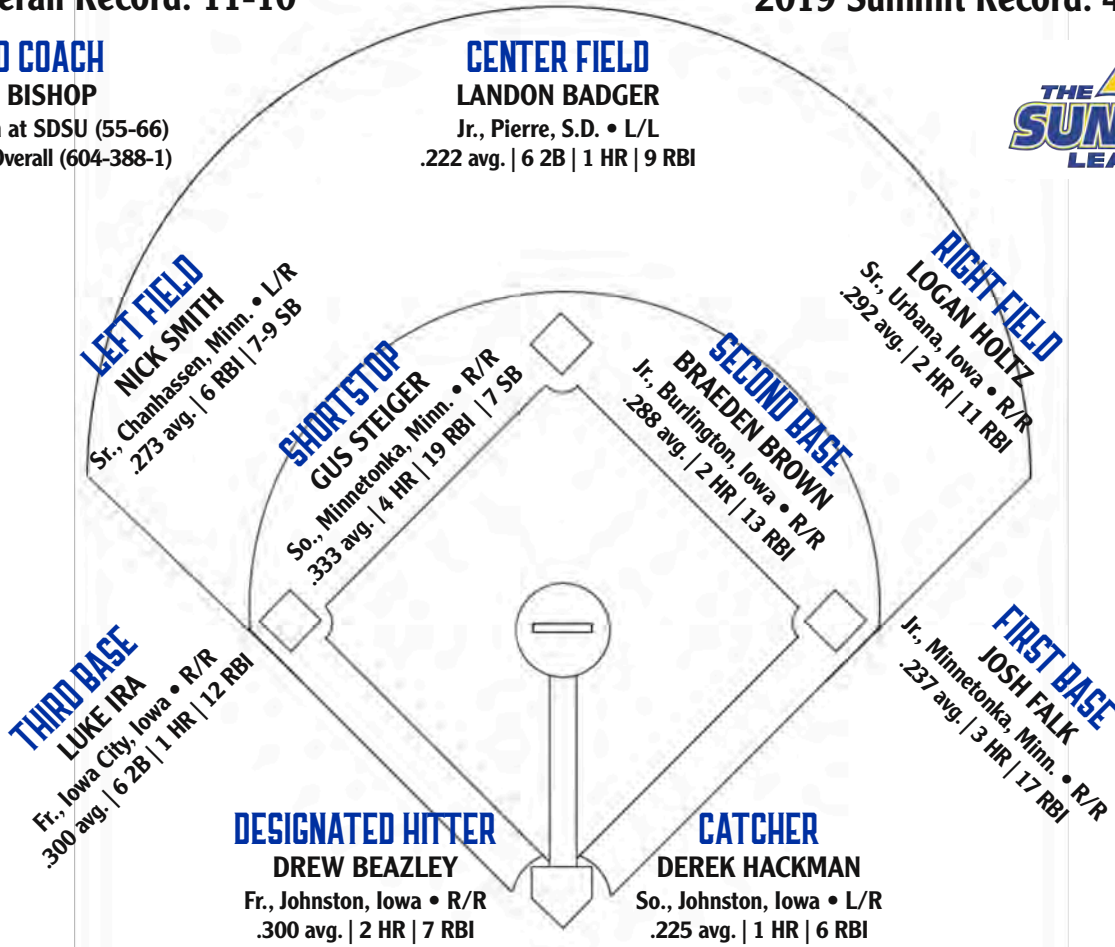 Overall Record: 11-10
2019 Summit Record: 4
COACH
BISHOP
at SDSU (55-66)
Overall (604-388-1)
CENTER FIELD
LANDON BADGER
Jr., Pierre, S.D. • L/L
.222 avg. | 6 2B | 1 HR | 9 RBI
THE
SUM
LEA
LEFT FIELD
NICK SMITH
Sr., Chanhassen, Minn. • L/R
.273 avg. | 6 RBI | 7-9 SB
SHORTSTOP
GUS STEIGER
So., Minnetonka, Minn. • R/R
.333 avg. | 4 HR | 19 RBI | 7 SB
SECOND BASE
BRAEDEN BROWN
Jr., Burlington, Iowa • R/R
.288 avg. | 2 HR | 13 RBI
RIGHT FIELD
LOGAN HOLTZ
Sr., Urbana, Iowa • R/R
.292 avg. | 2 HR | 11 RBI
THIRD BASE
LUKE IRA
Fr., Iowa City, Iowa • R/R
.300 avg. | 6 2B | 1 HR | 12 RBI
FIRST BASE
JOSH FALK
Jr., Minnetonka, Minn. • R/R
.237 avg. | 3 HR | 17 RBI
DESIGNATED HITTER
DREW BEAZLEY
Fr., Johnston, Iowa • R/R
.300 avg. | 2 HR | 7 RBI
CATCHER
DEREK HACKMAN
So., Johnston, Iowa • L/R
.225 avg. | 1 HR | 6 RBI